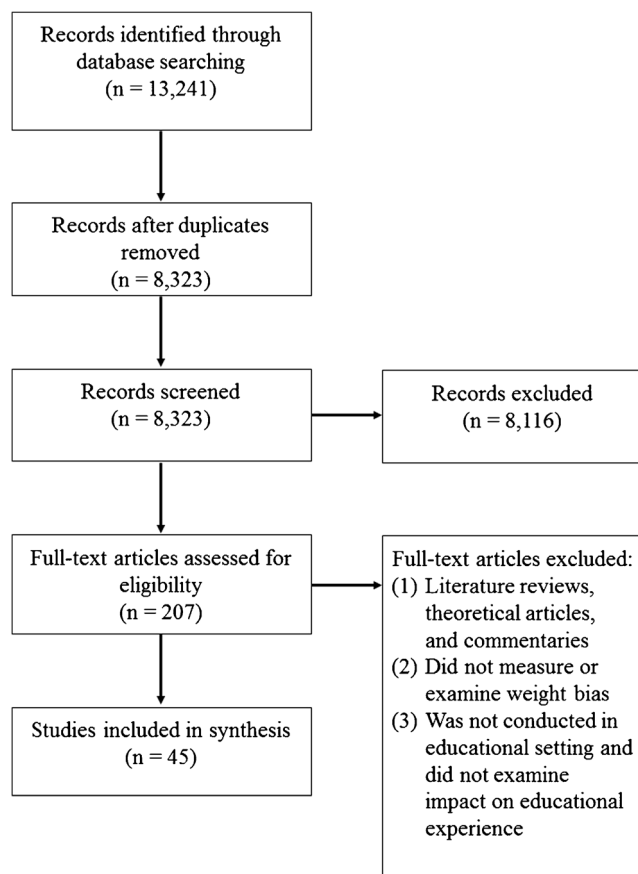 Records identified through
database searching
(n = 13,241)
Records after duplicates
removed
(n = 8,323)
Records screened
(n = 8,323)
Records excluded
(n = 8,116)
Full-text articles assessed for
eligibility
(n = 207)
Full-text articles excluded:
(1) Literature reviews,
theoretical articles,
and commentaries
(2) Did not measure or
examine weight bias
(3) Was not conducted in
educational setting and
did not examine
impact on educational
experience
Studies included in synthesis
(n = 45)